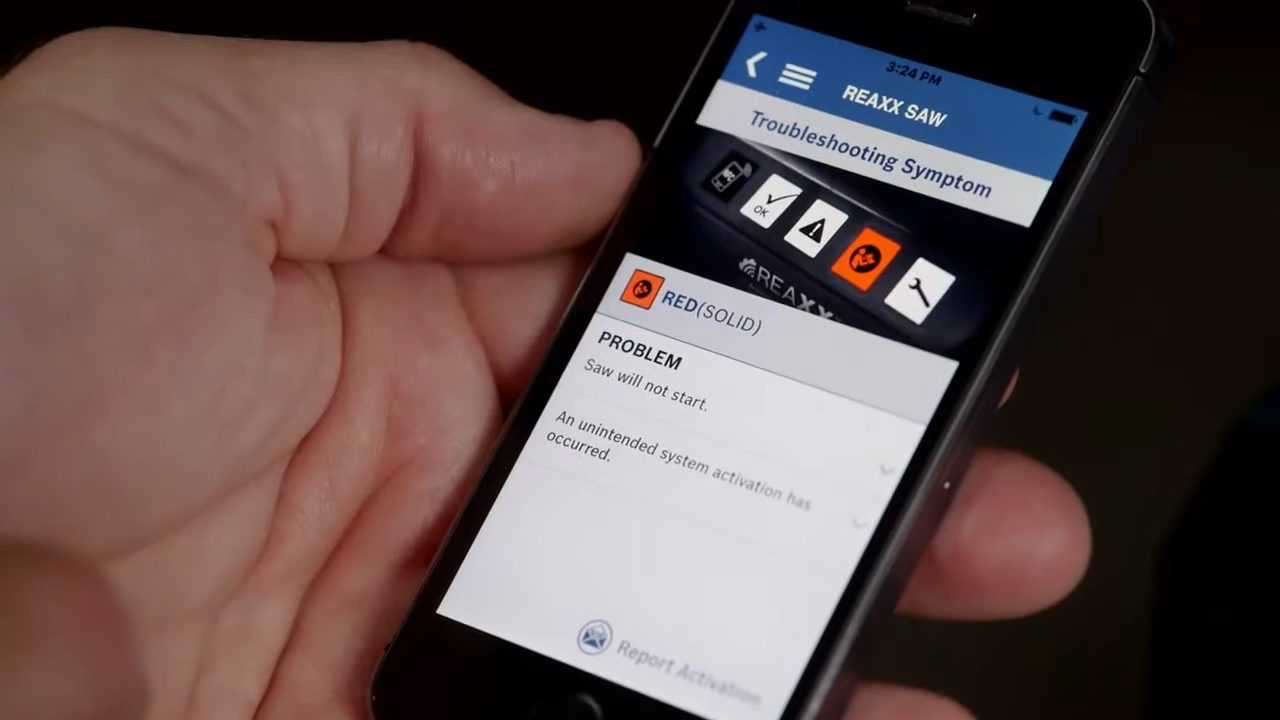 3:24 PM
REAXX SAW
Troubleshooting Symptom
OK
REAXX
RED(SOLID)
PROBLEM
Saw will not start.
An unintended system activation has
occurred.
Report Activation